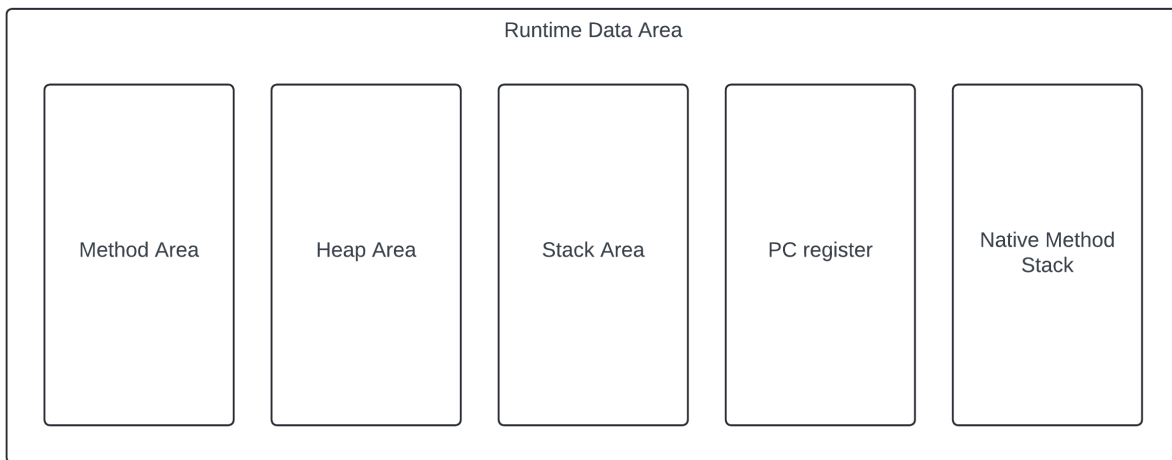 Runtime Data Area
Method Area
Heap Area
Stack Area
PC register
Native Method
Stack